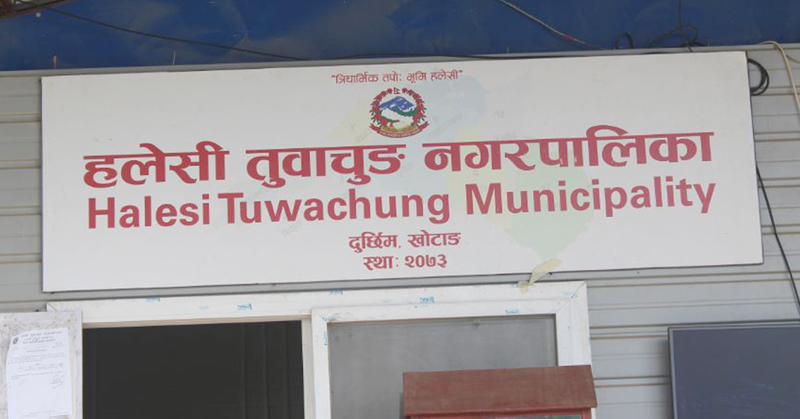 "त्रिधार्मिक तपो: भूमि हलेसी"
हलेसी तुवाचुङ नगरपालिका
Halesi Tuwachung Municipality
दुर्छिम, खोटाङ
स्था: २०७३